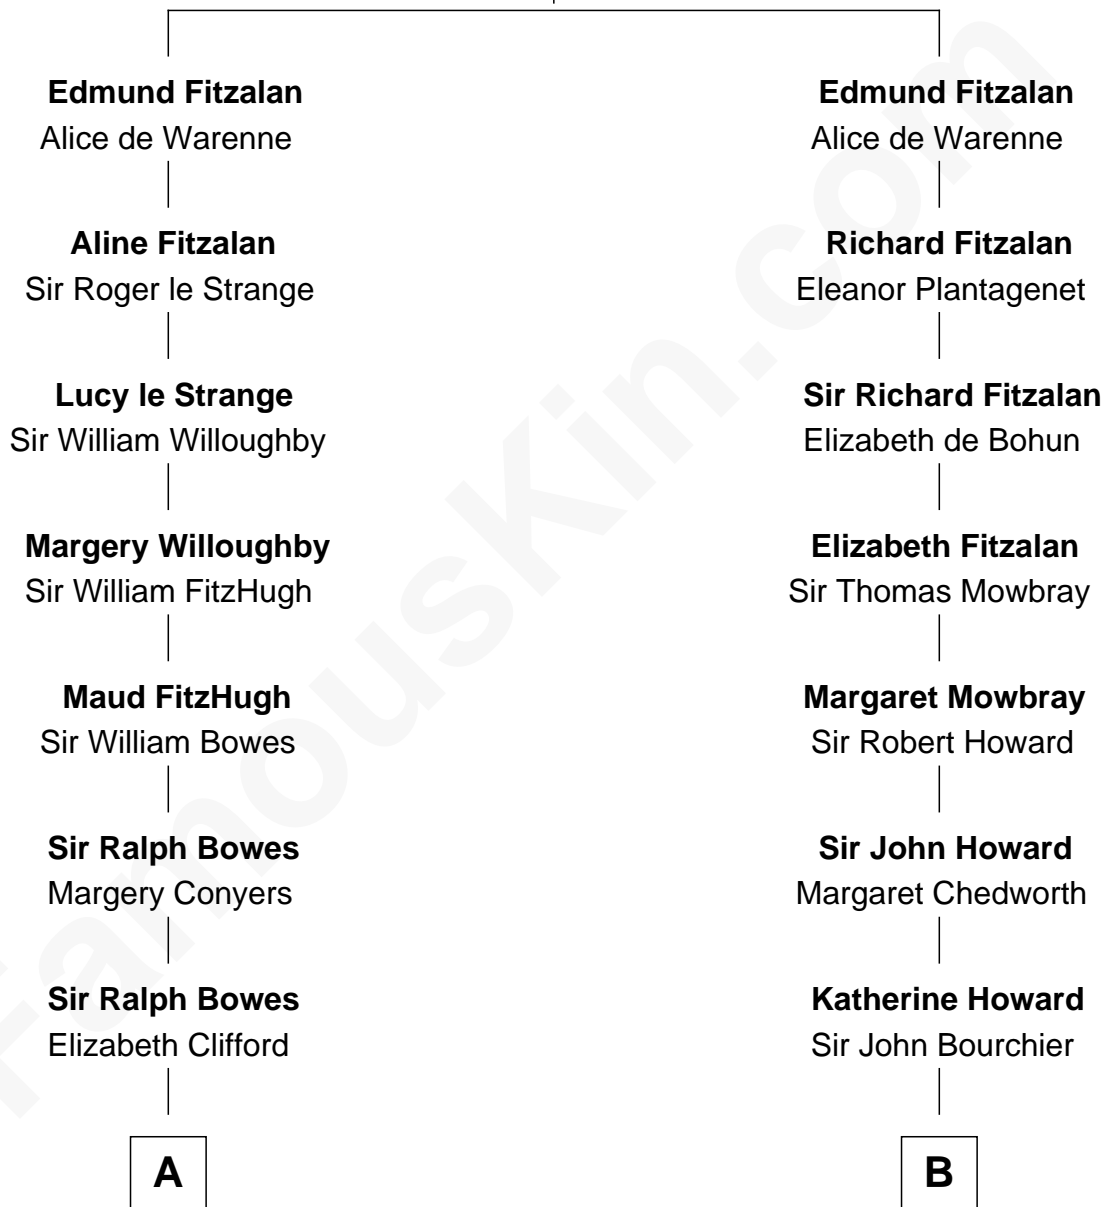 Edmund Fitzalan
Alice de Warenne
Aline Fitzalan
Sir Roger le Strange
Lucy le Strange
Sir William Willoughby
Margery Willoughby
Sir William FitzHugh
Maud FitzHugh
Sir William Bowes
Sir Ralph Bowes
Margery Conyers
Sir Ralph Bowes
Elizabeth Clifford
A
Edmund Fitzalan
Alice de Warenne
Richard Fitzalan
Eleanor Plantagenet
Sir Richard Fitzalan
Elizabeth de Bohun
Elizabeth Fitzalan
Sir Thomas Mowbray
Margaret Mowbray
Sir Robert Howard
Sir John Howard
Margaret Chedworth
Katherine Howard
Sir John Bourchier
B
FamousKin.com